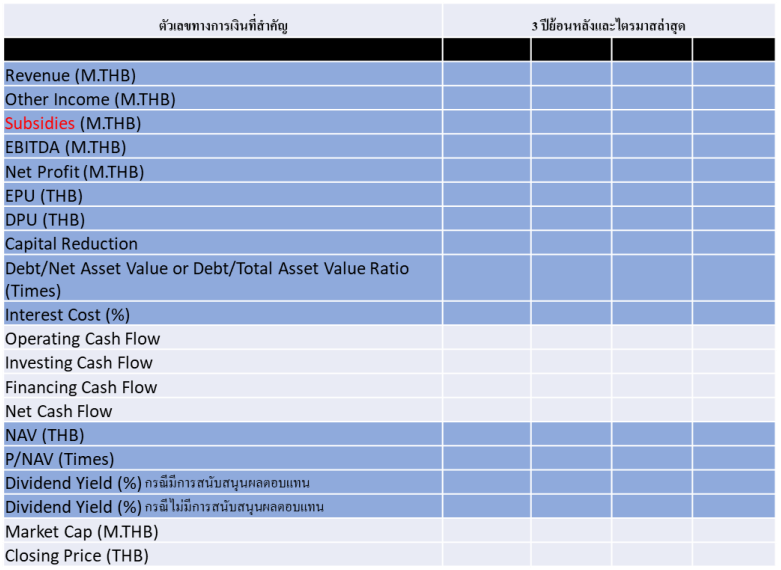 ตัวเลขทางการเงินที่สำคัญ 3 ปีย้อนหลังและไตรมาสล่าสุด
Revenue (M.THB)
Other Income (M.THB)
Subsidies (M.THB)
EBITDA (M.THB)
Net Profit (M.THB)
EPU (THB)
DPU (THB)
Capital Reduction
Debt/Net Asset Value or Debt/Total Asset Value Ratio
(Times)
Interest Cost (%)
Operating Cash Flow
Investing Cash Flow
Financing Cash Flow
Net Cash Flow
NAV (THB)
P/NAV (Times)
Dividend Yield (%) กรณีมีการสนับสนุนผลตอบแทน
Dividend Yield (%) กรณีไม่มีการสนับสนุนผลตอบแทน
Market Cap (M.THB)
Closing Price (THB)